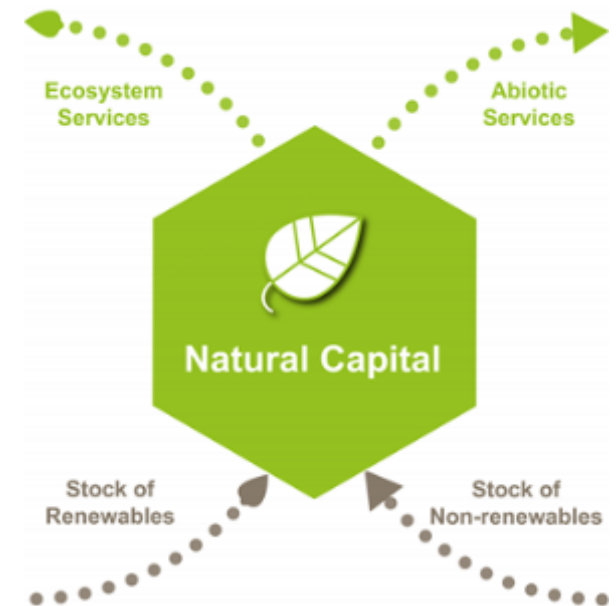 Ecosystem
Services
Abiotic
Services
Natural Capital
Stock of
Renewables
Stock of
Non-renewables